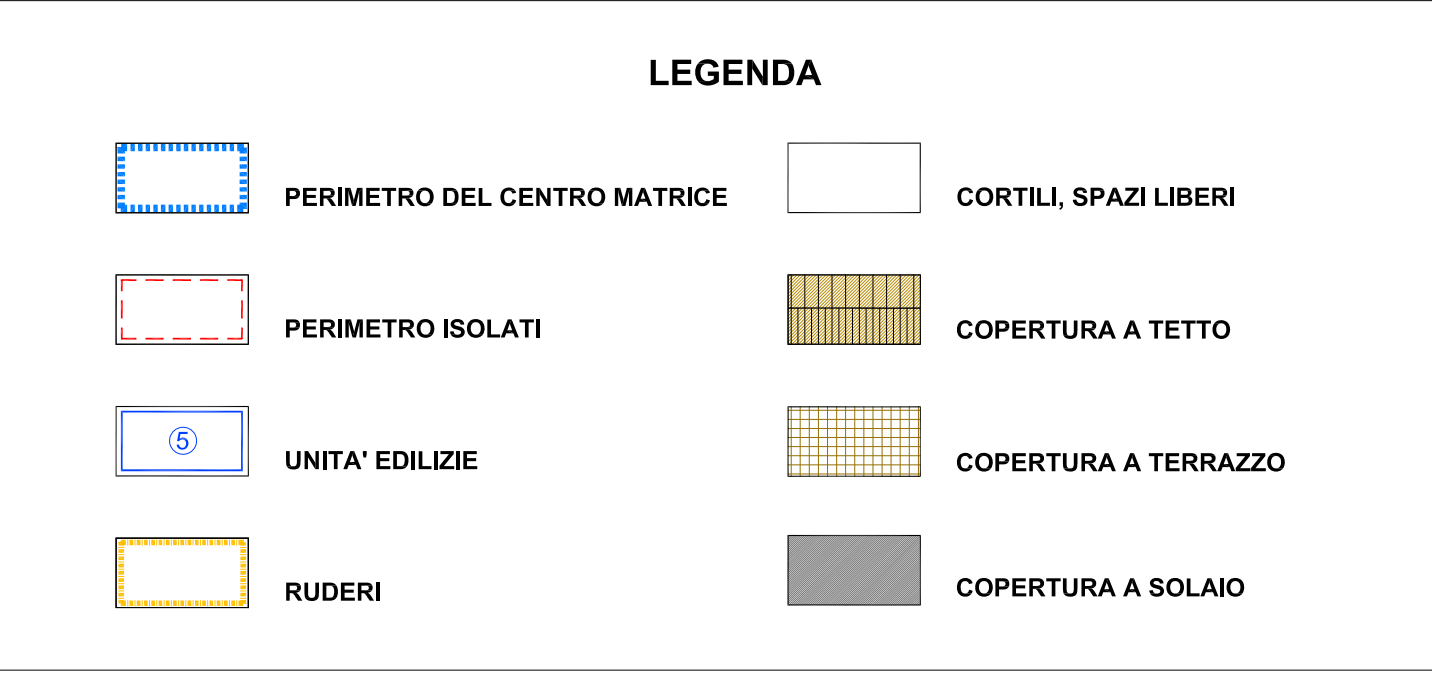 LEGENDA
PERIMETRO DEL CENTRO MATRICE
PERIMETRO ISOLATI
5
UNITA' EDILIZIE
RUDERI
CORTILI, SPAZI LIBERI
COPERTURA A TETTO
COPERTURA A TERRAZZO
COPERTURA A SOLAIO